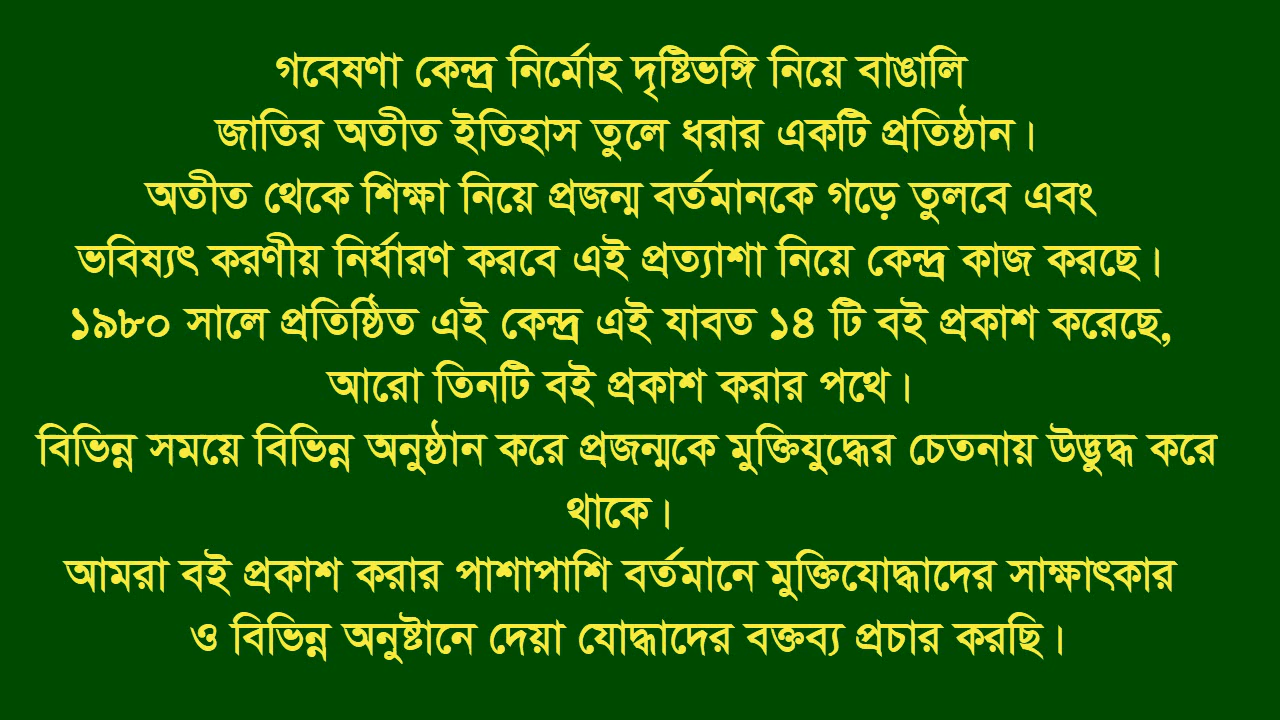 গবেষণা কেন্দ্র নির্মোহ দৃষ্টিভঙ্গি নিয়ে বাঙালি
জাতির অতীত ইতিহাস তুলে ধরার একটি প্রতিষ্ঠান।
অতীত থেকে শিক্ষা নিয়ে প্রজন্ম বর্তমানকে গড়ে তুলবে এবং
ভবিষ্যৎ করণীয় নির্ধারণ করবে এই প্রত্যাশা নিয়ে কেন্দ্র কাজ করছে।
১৯৮০ সালে প্রতিষ্ঠিত এই কেন্দ্র এই যাবত ১৪ টি বই প্রকাশ করেছে,
আরো তিনটি বই প্রকাশ করার পথে।
বিভিন্ন সময়ে বিভিন্ন অনুষ্ঠান করে প্রজন্মকে মুক্তিযুদ্ধের চেতনায় উদ্ভুদ্ধ করে
থাকে।
আমরা বই প্রকাশ করার পাশাপাশি বর্তমানে মুক্তিযোদ্ধাদের সাক্ষাৎকার
ও বিভিন্ন অনুষ্টানে দেয়া যোদ্ধাদের বক্তব্য প্রচার করছি।